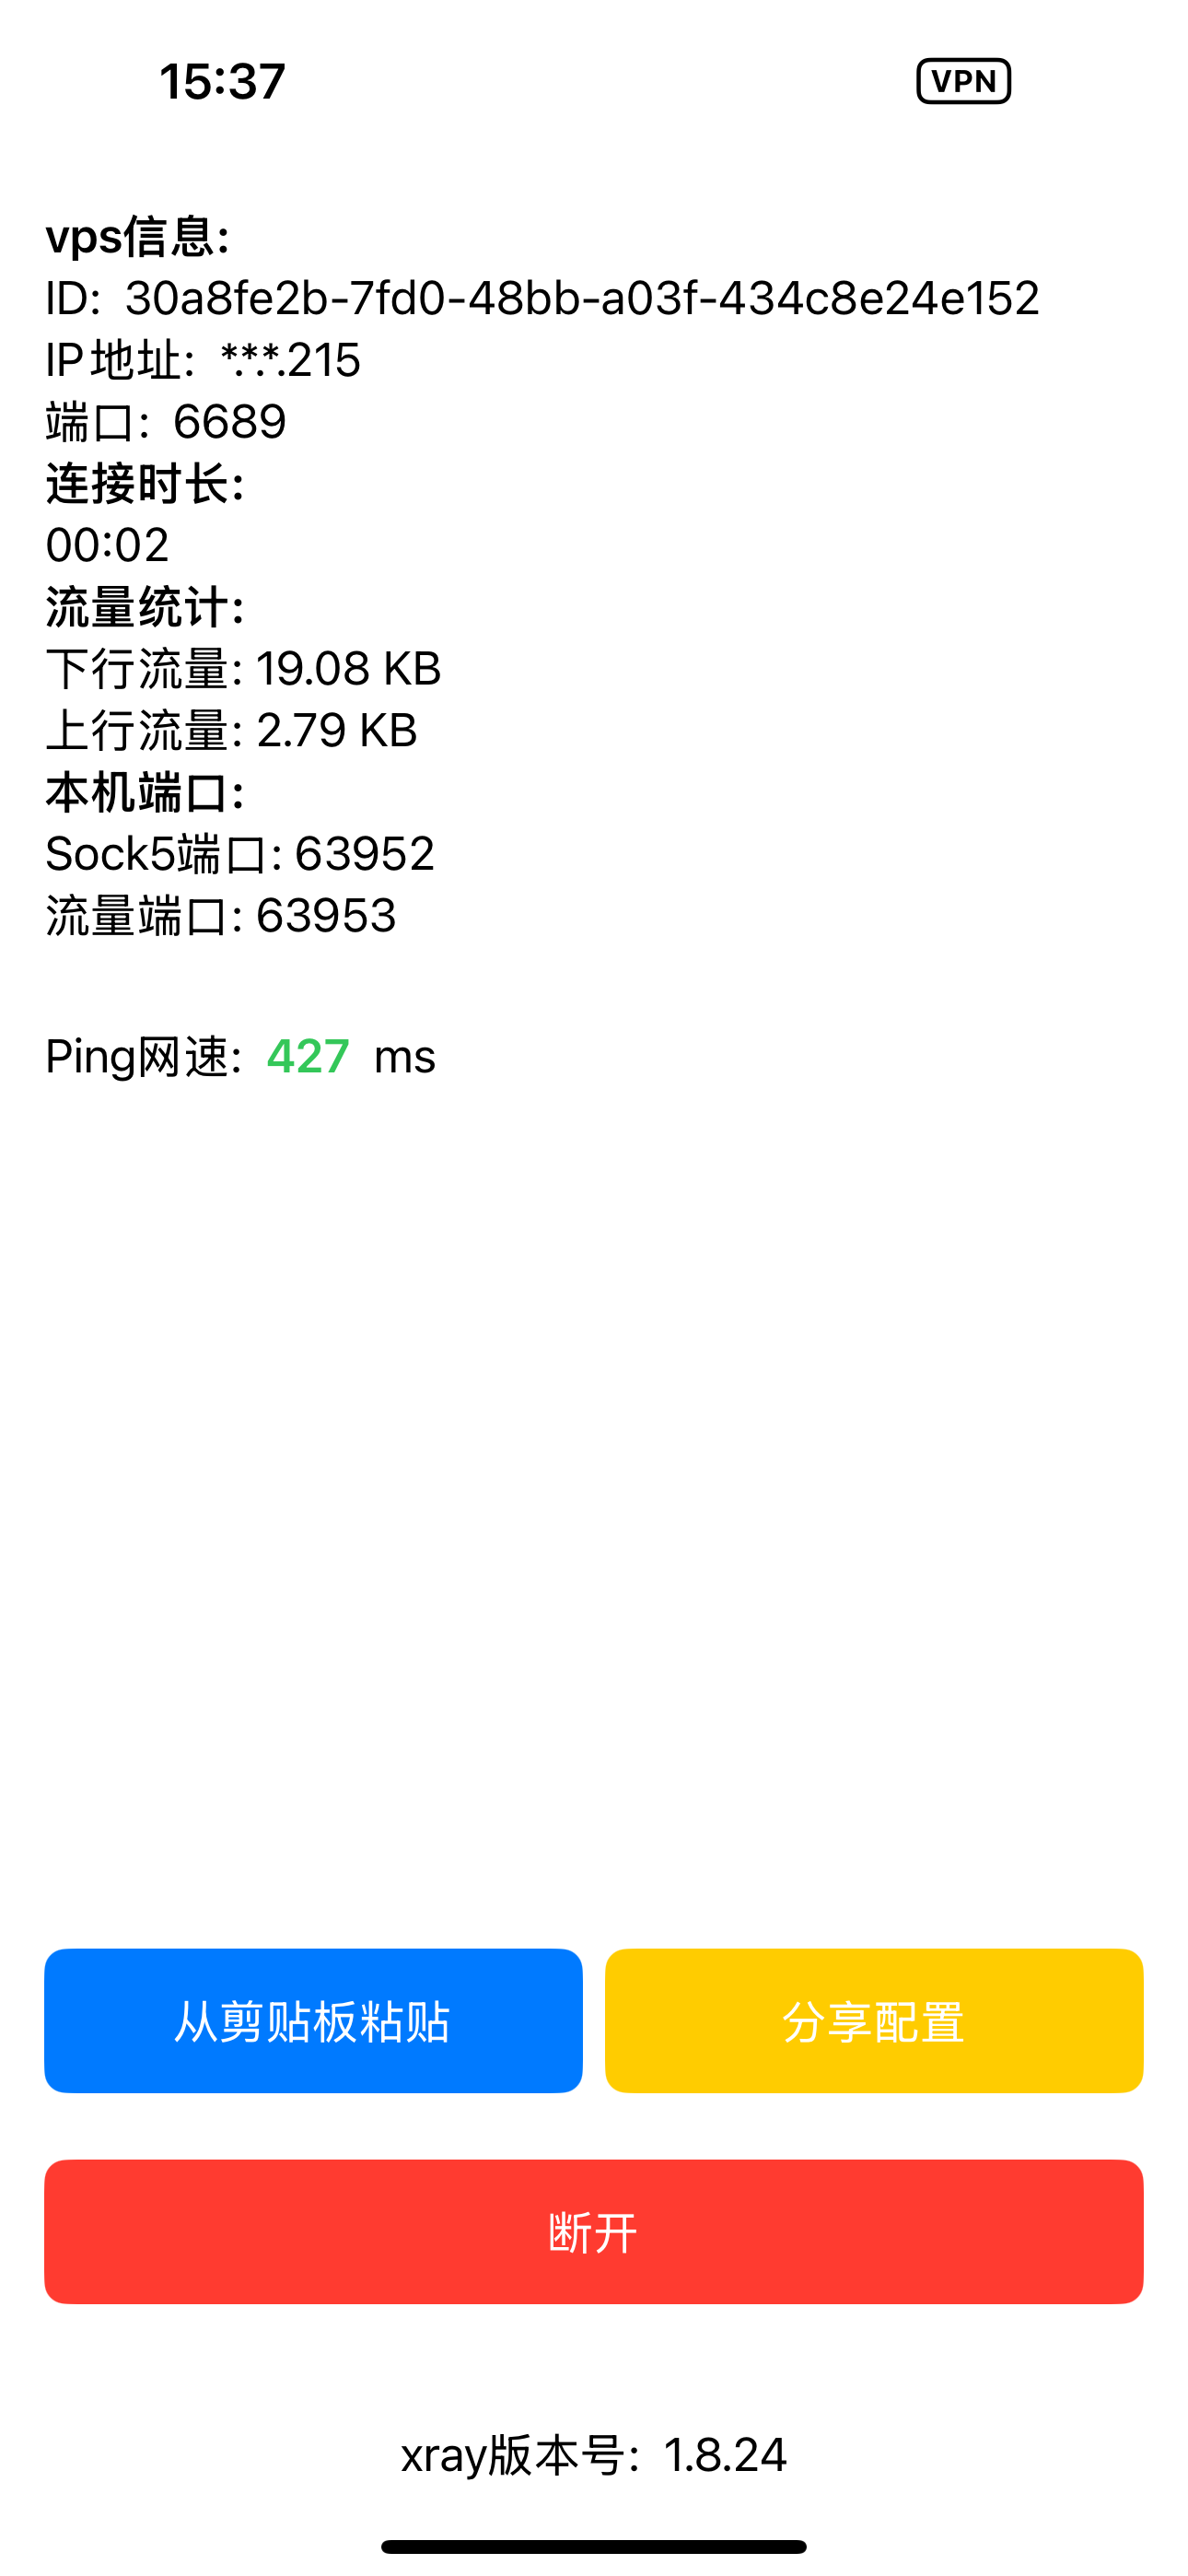 15:37
VPN
vps信息:
ID: 30a8fe2b-7fd0-48bb-a03f-434c8e24e152
IP地址: *.*.*.215
端口: 6689
连接时长:
00:02
流量统计:
下行流量: 19.08 KB
上行流量: 2.79 KB
本机端口:
Sock5端口: 63952
流量端口: 63953
Ping网速: 427 ms
从剪贴板粘贴
分享配置
断开
xray版本号: 1.8.24